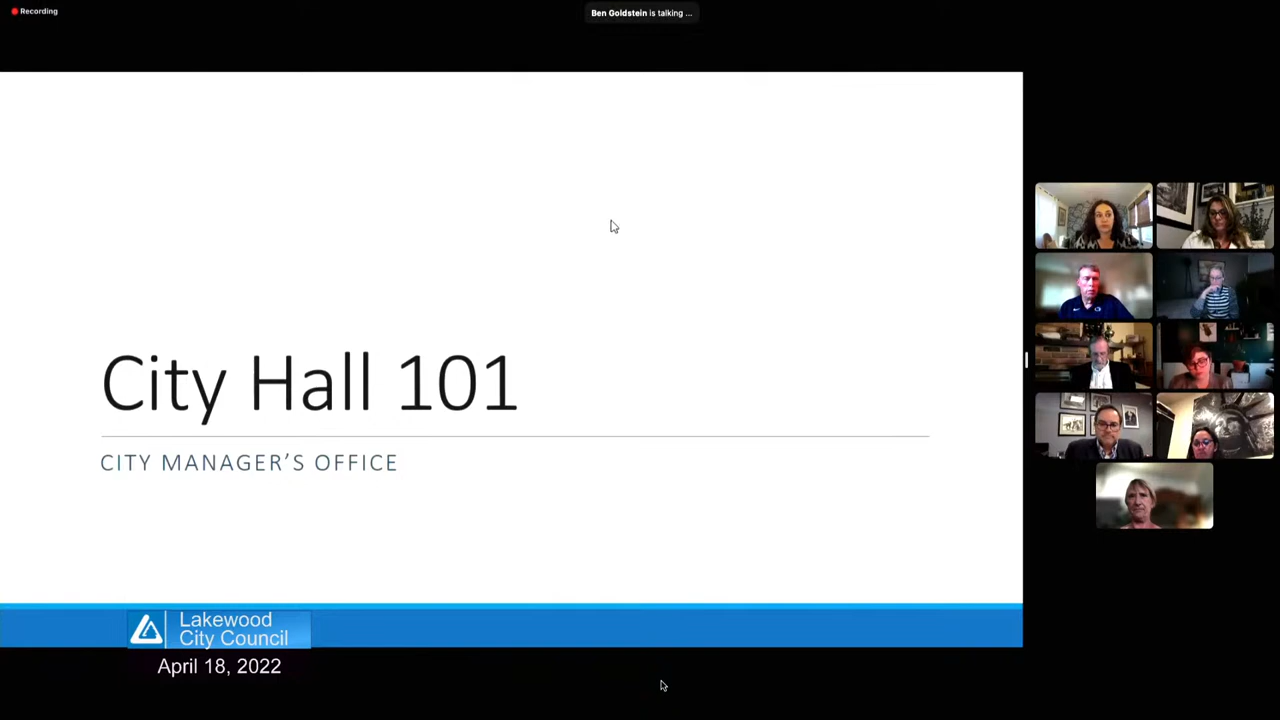 Recording
Ben Goldstein is talking ...
City Hall 101
CITY MANAGER'S OFFICE
Lakewood
City Council
April 18, 2022